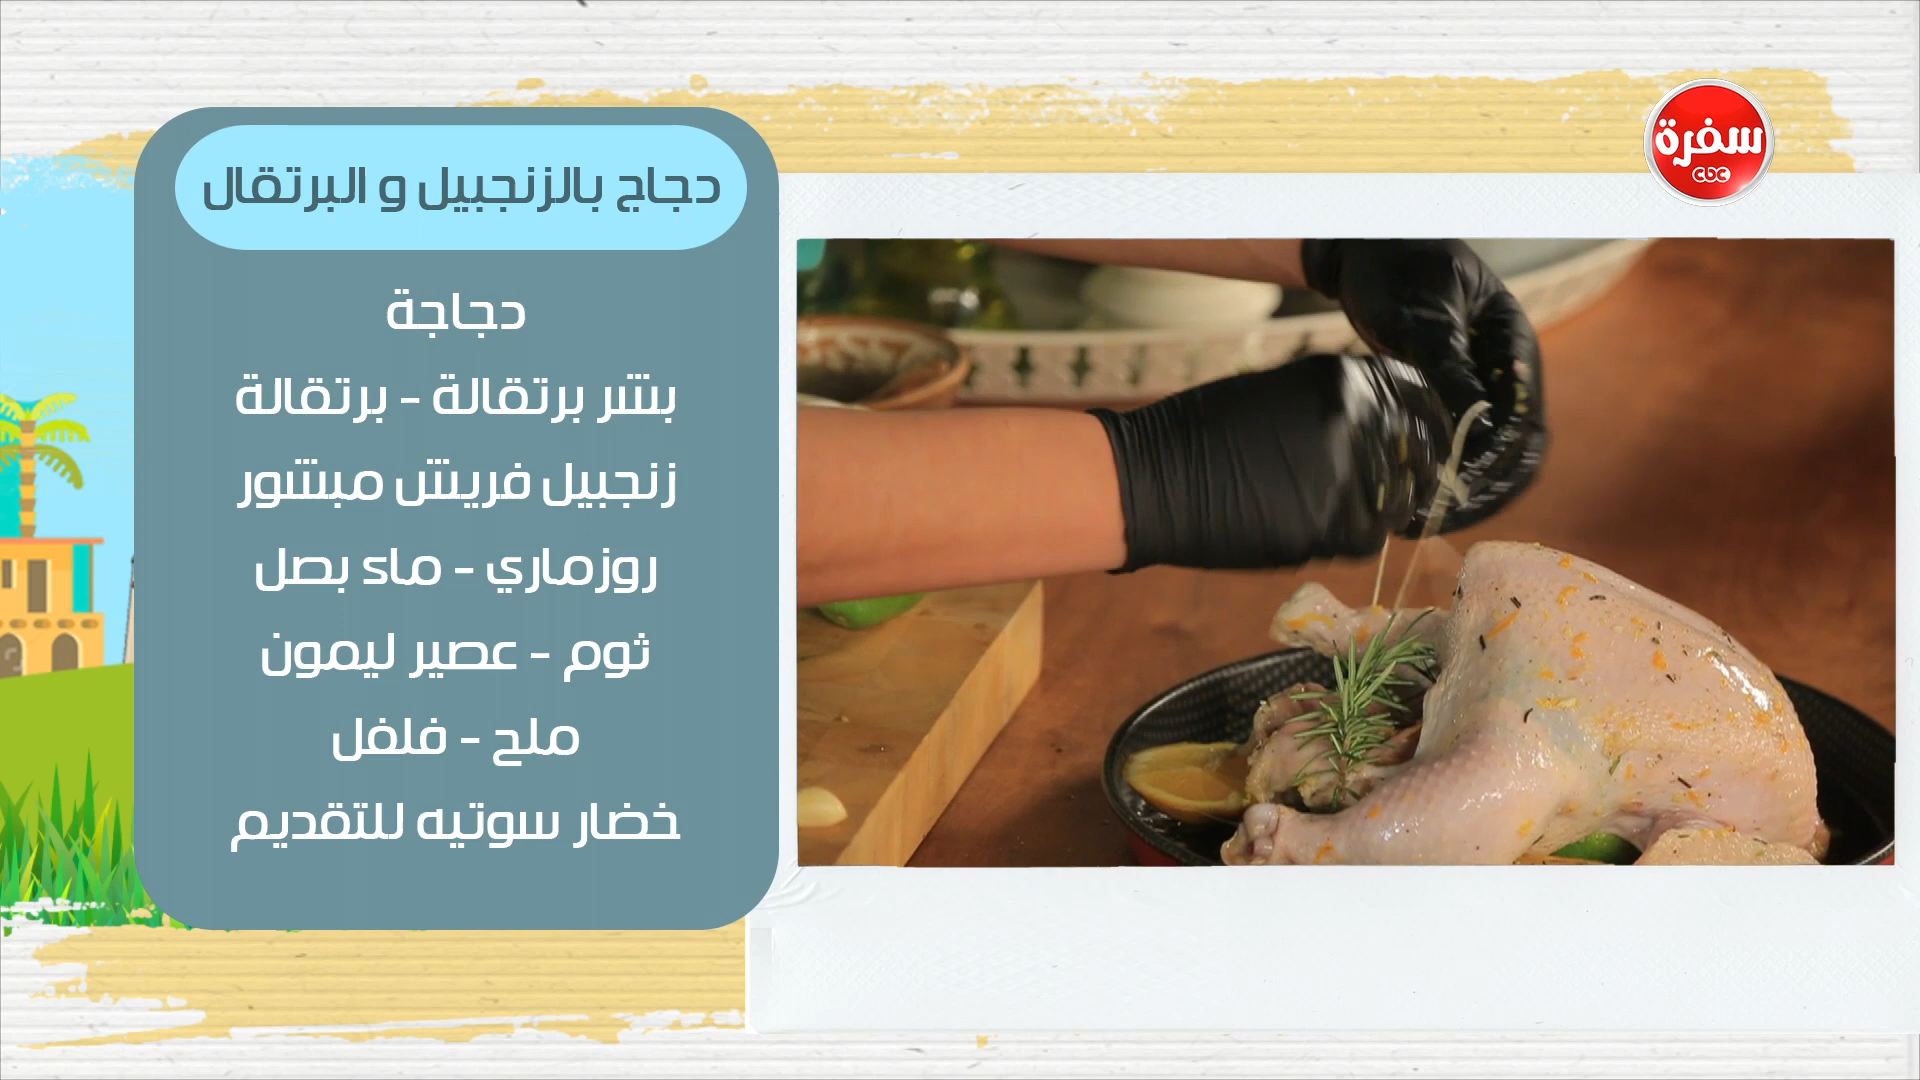 سفرة
cbc
دجاج بالزنجبيل و البرتقال
دجاجة
بشر برتقالة - برتقالة
زنجبيل فريش مبشور
روزماري - ماء بصل
ثوم - عصير ليمون
ملح - فلفل
خضار سوتيه للتقديم